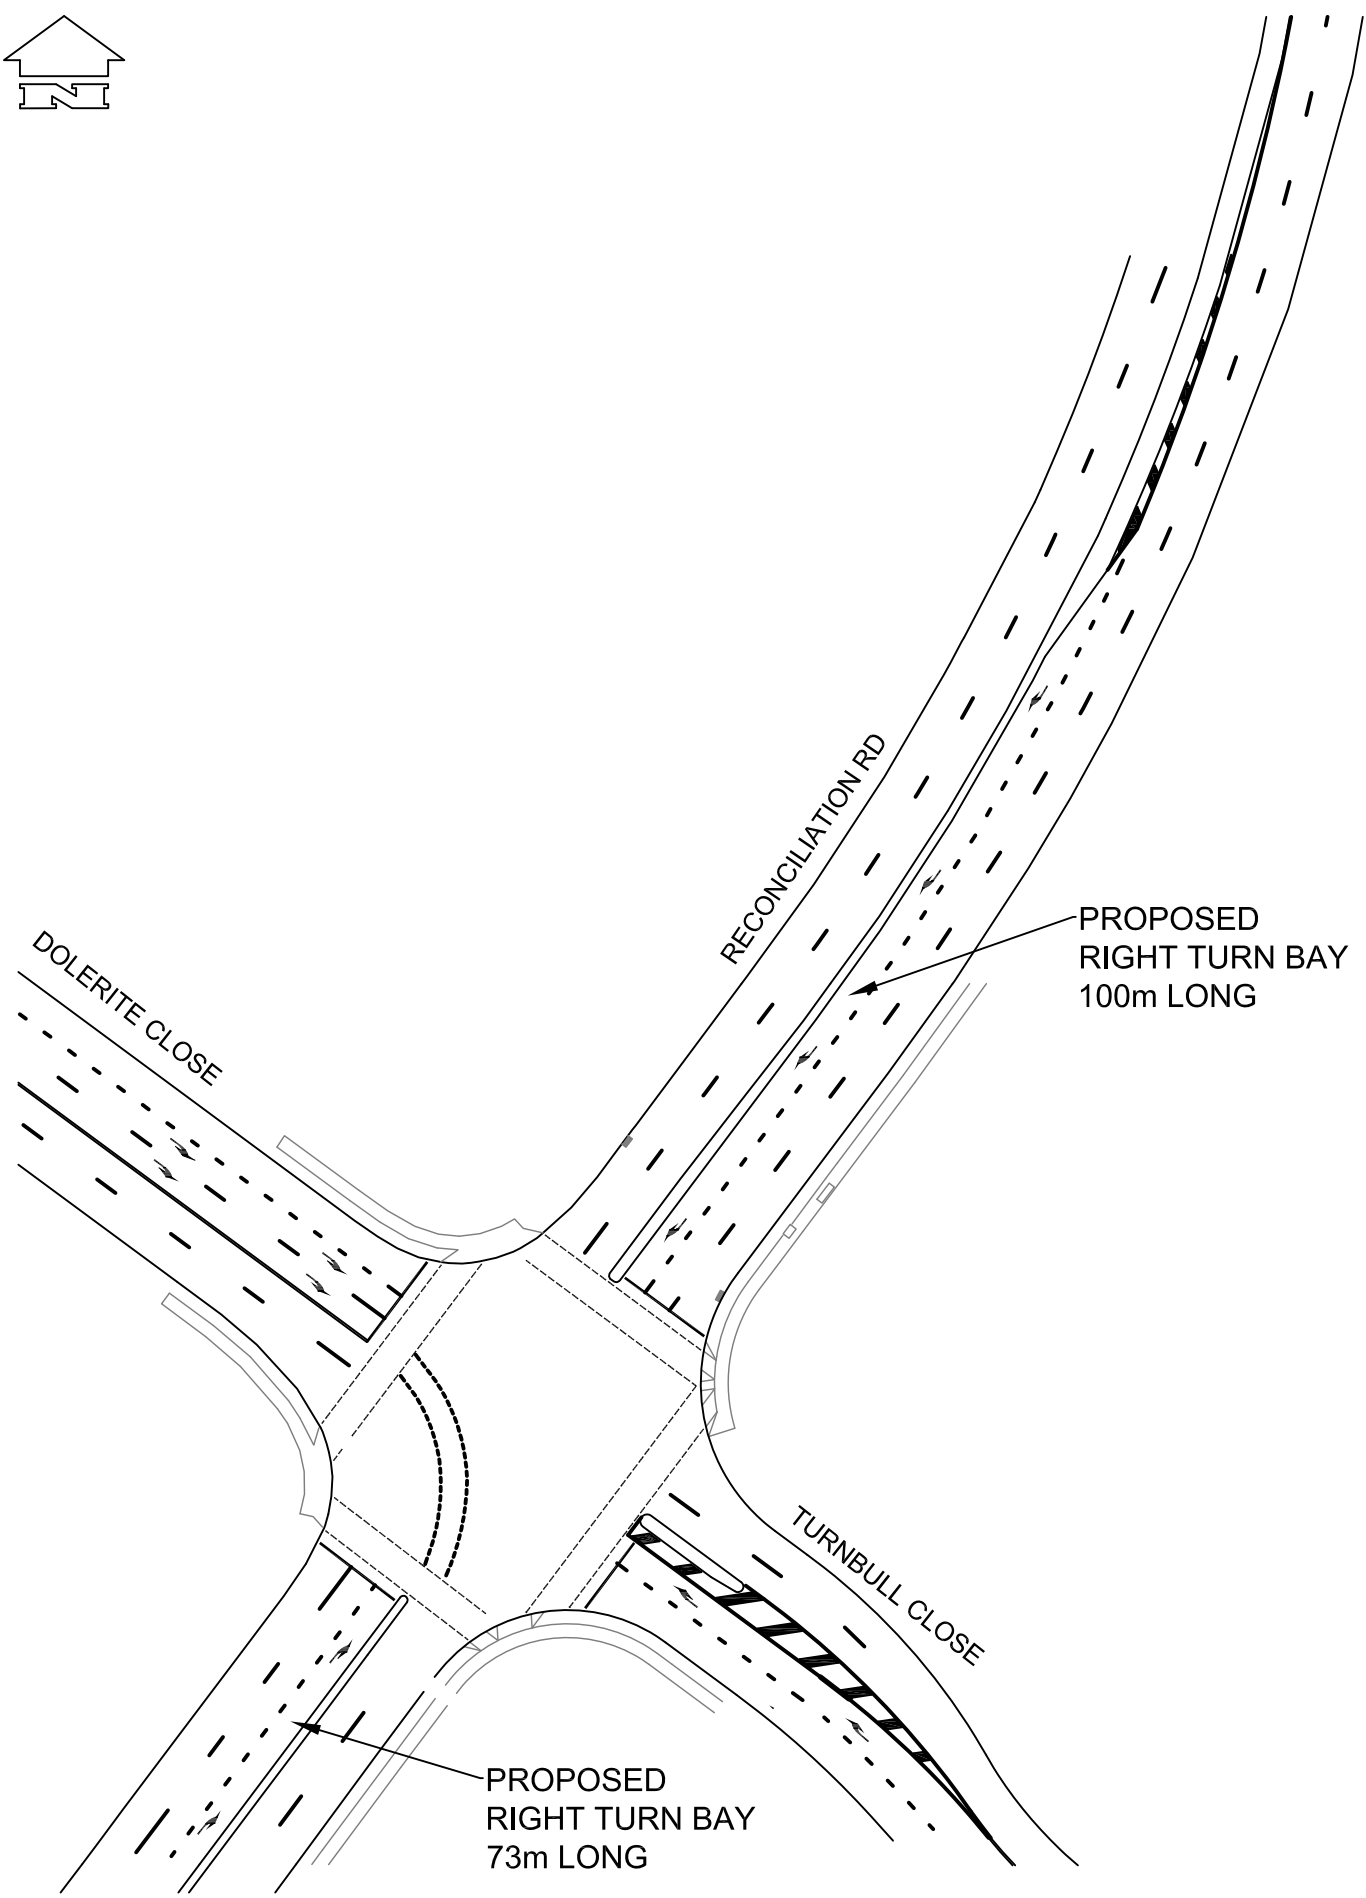 N
RECONCILIATION RD
PROPOSED
RIGHT TURN BAY
100m LONG
DOLERITE CLOSE
TURNBULL CLOSE
PROPOSED
RIGHT TURN BAY
73m LONG